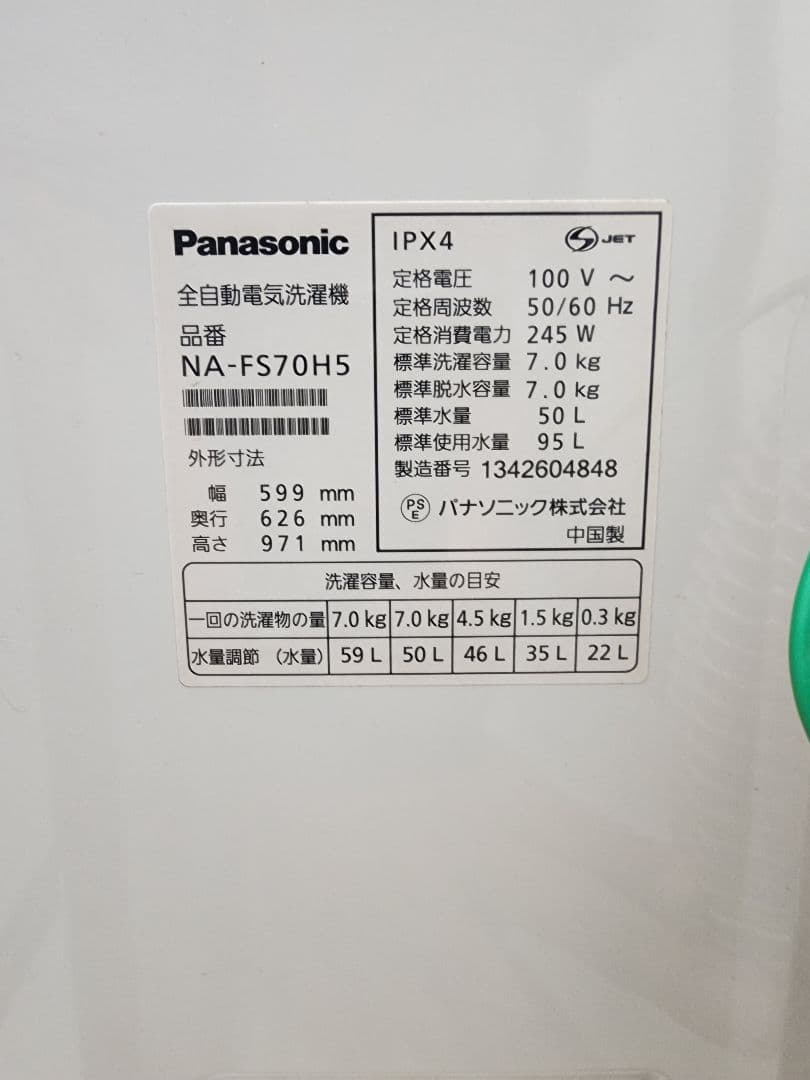 Panasonic
全自動電気洗濯機
品番
NA-FS70H5
外形寸法
幅 599 mm
奥行 626 mm
高さ 971 mm
IPX4
S JET
定格電圧 100 V ～
定格周波数 50/60 Hz
定格消費電力 245 W
標準洗濯容量 7.0 kg
標準脱水容量 7.0 kg
標準水量 50 L
標準使用水量 95 L
製造番号 1342604848
PSE パナソニック株式会社
中国製
洗濯容量、水量の目安
一回の洗濯物の量 7.0 kg 7.0 kg 4.5 kg 1.5 kg 0.3 kg
水量調節 （水量） 59 L 50 L 46 L 35 L 22 L